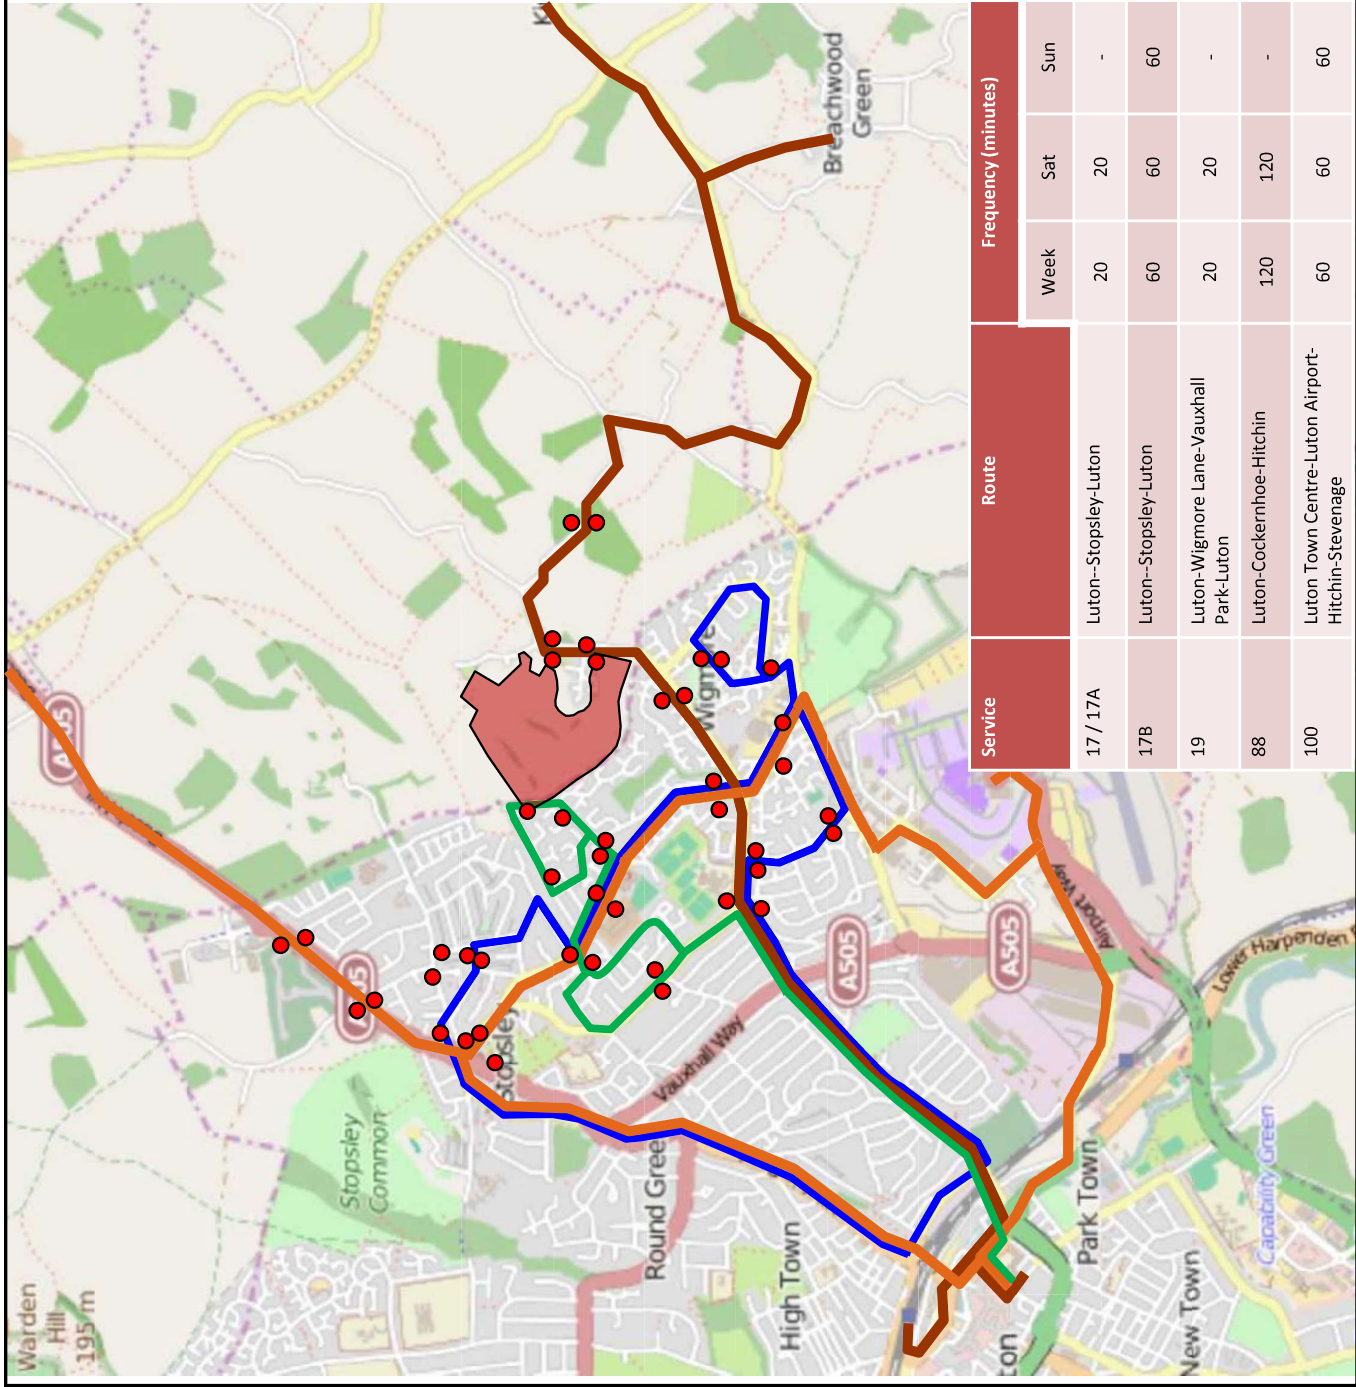 Warden
Hill
195 m
Stopsley
Common
A505
Stopsley
Round Gree
High Town
Vauxhall Way
Wigmore
A505
A505
Airport Way
Lower Harpenden
Park Town
New Town
Capability Green
ton
Breachwood
Green
Service
Route
Frequency (minutes)
Week
Sat
Sun
17 / 17A
Luton--Stopsley-Luton
20
20
-
17B
Luton--Stopsley-Luton
60
60
60
19
Luton-Wigmore Lane-Vauxhall
Park-Luton
20
20
-
88
Luton-Cockernhoe-Hitchin
120
120
-
100
Luton Town Centre-Luton Airport-
Hitchin-Stevenage
60
60
60